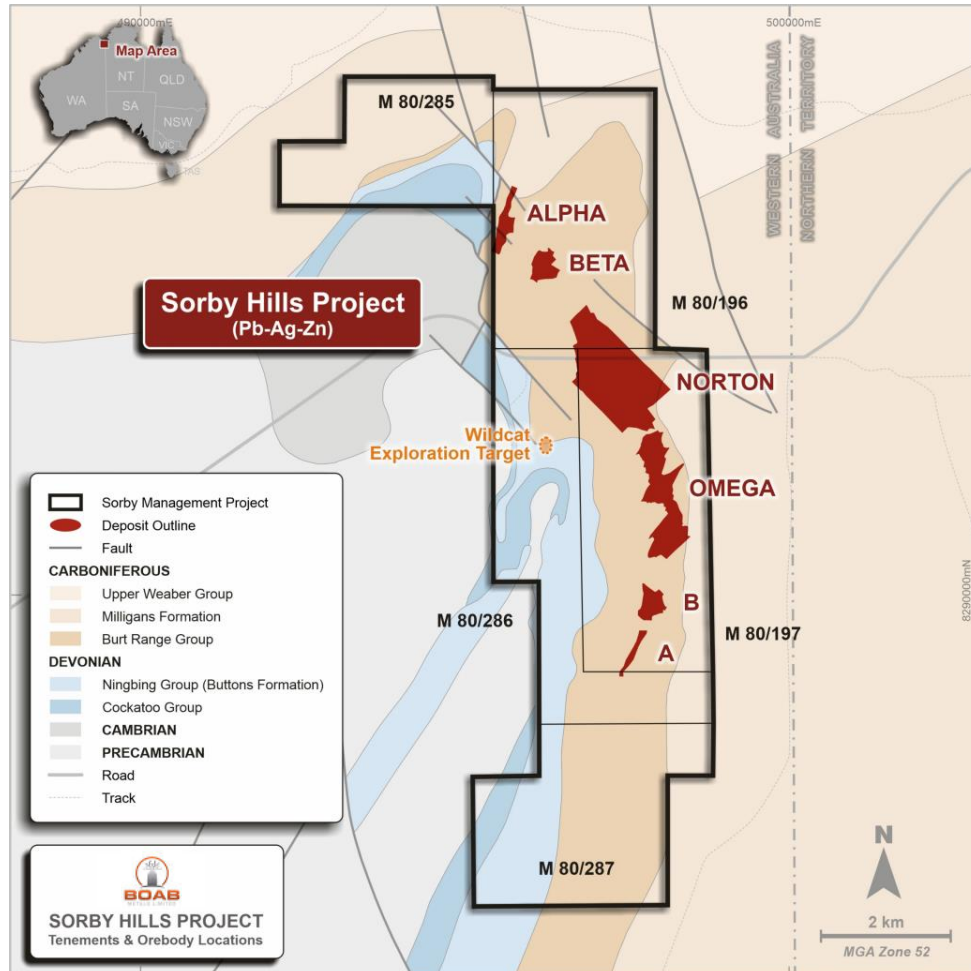 490000mE
500000mE
Map Area
NT
QLD
WA
SA
NSW
VIC
TAS
M 80/285
WESTERN AUSTRALIA
NORTHERN TERRITORY
ALPHA
BETA
Sorby Hills Project
(Pb-Ag-Zn)
M 80/196
NORTON
Wildcat
Exploration Target
OMEGA
8290000mN
B
M 80/286
M 80/197
A
Sorby Management Project
Deposit Outline
Fault
CARBONIFEROUS
Upper Weaber Group
Milligans Formation
Burt Range Group
DEVONIAN
Ningbing Group (Buttons Formation)
Cockatoo Group
CAMBRIAN
PRECAMBRIAN
Road
Track
M 80/287
N
2 km
MGA Zone 52
BOAB
SORBY HILLS PROJECT
Tenements & Orebody Locations